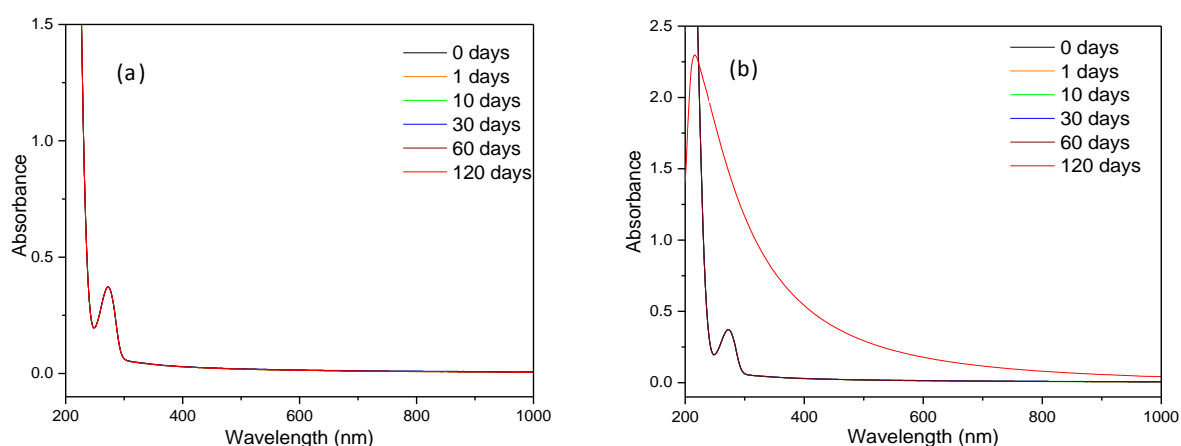 (a)
0 days
1 days
10 days
30 days
60 days
120 days
1.5
1.0
0.5
0.0
Absorbance
200 400 600 800 1000
Wavelength (nm)
(b)
0 days
1 days
10 days
30 days
60 days
120 days
2.5
2.0
1.5
1.0
0.5
0.0
Absorbance
200 400 600 800 1000
Wavelength (nm)